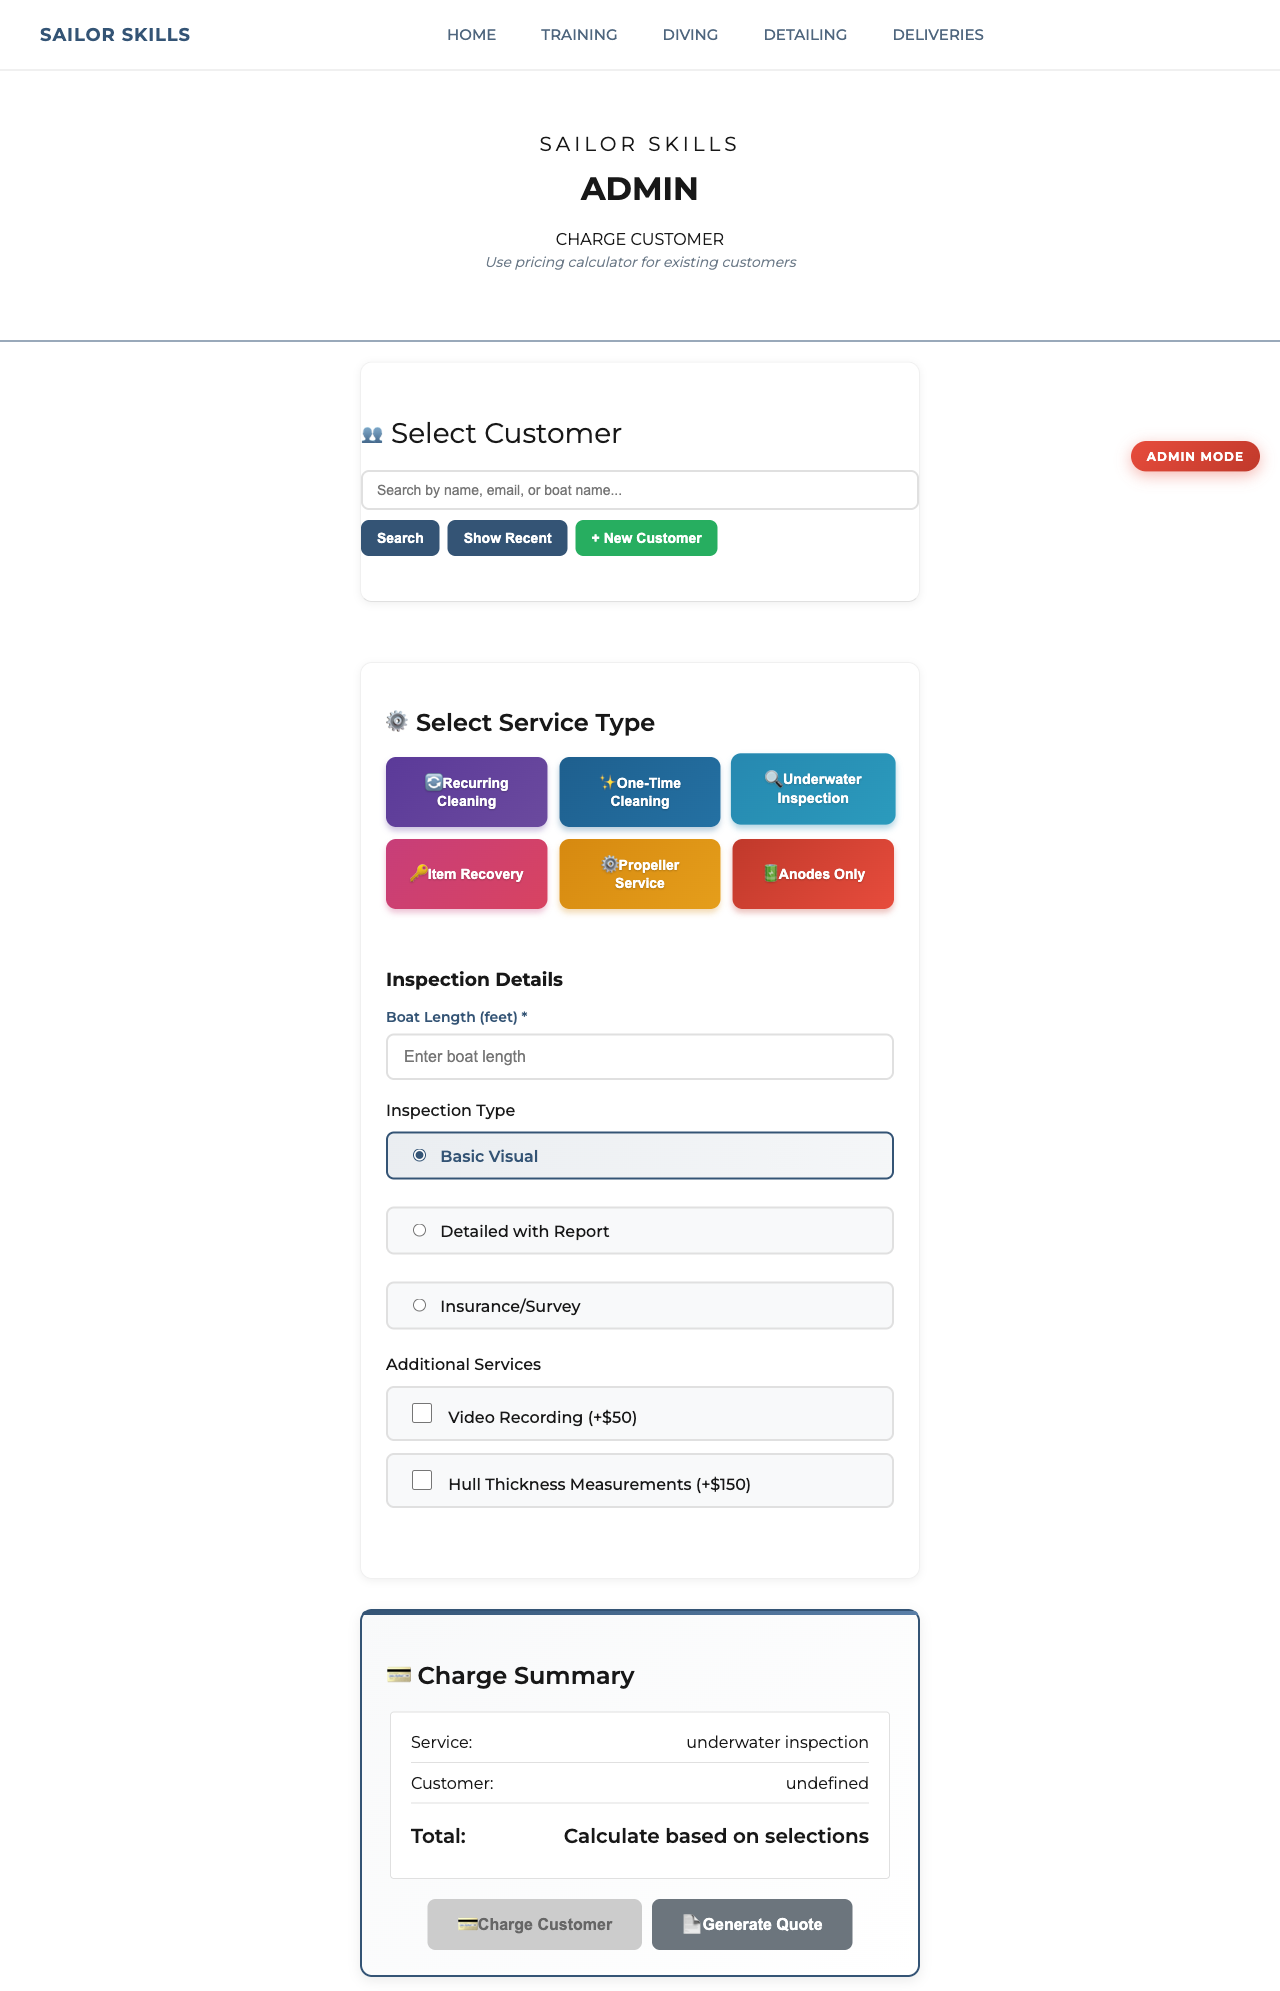 SAILOR SKILLS
HOME TRAINING DIVING DETAILING DELIVERIES
SAILOR SKILLS
ADMIN
CHARGE CUSTOMER
Use pricing calculator for existing customers
👥 Select Customer
ADMIN MODE
Search by name, email, or boat name...
Search Show Recent + New Customer
⚙️ Select Service Type
🔄Recurring
Cleaning
✨One-Time
Cleaning
🔍Underwater
Inspection
🔑Item Recovery
⚙️Propeller
Service
🔋Anodes Only
Inspection Details
Boat Length (feet) *
Enter boat length
Inspection Type
Basic Visual
Detailed with Report
Insurance/Survey
Additional Services
Video Recording (+$50)
Hull Thickness Measurements (+$150)
💳 Charge Summary
Service: underwater inspection
Customer: undefined
Total: Calculate based on selections
💳Charge Customer 📄Generate Quote